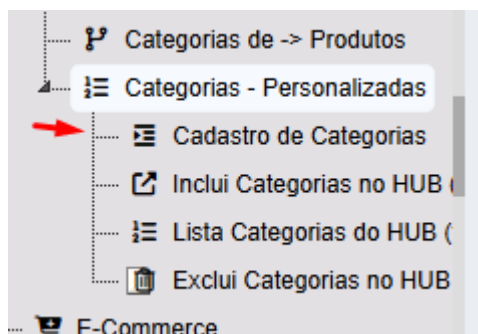 Categorias de -> Produtos
Categorias - Personalizadas
Cadastro de Categorias
Inclui Categorias no HUB (
Lista Categorias do HUB (
Exclui Categorias no HUB
E-Commerce